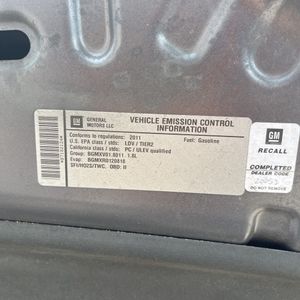 GM
GENERAL
MOTORS LLC
VEHICLE EMISSION CONTROL
INFORMATION
Conforms to regulations: 2011
U.S. EPA class / stds: LDV / TIER2 Fuel: Gasoline
California class / stds: PC / ULEV qualified
Group: BGMXV01.8011 1.8L
Evap: BGMXR0120818
SFI/HO2S/TWC, OBD: II
GM
RECALL
COMPLETED
DEALER CODE
DO NOT REMOVE